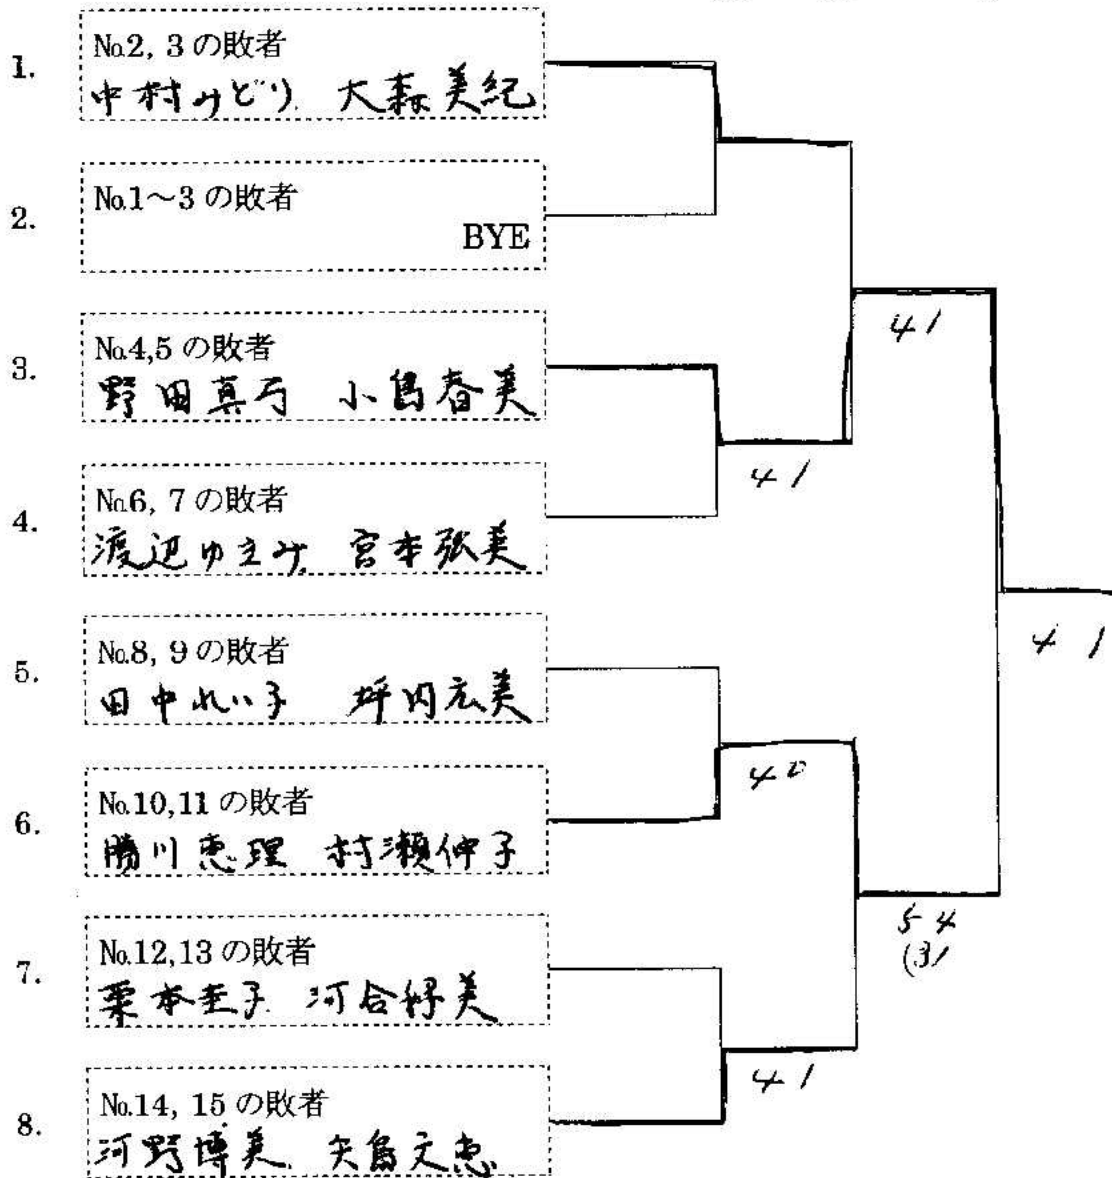 1.
No.2, 3 の敗者
中村みどり 大森美紀
2.
No.1～3 の敗者
BYE
3.
No.4,5 の敗者
野田真弓 小島春美
4.
No.6, 7 の敗者
渡辺ゆえみ 宮本弥美
5.
No.8, 9 の敗者
田中れい子 坪内広美
6.
No.10,11 の敗者
勝川恵理 村瀬伸子
7.
No.12,13 の敗者
栗本圭子 河合
8.
No.14, 15 の敗者
河野博美 矢島文恵
41
41
41
40
54
(3)
41